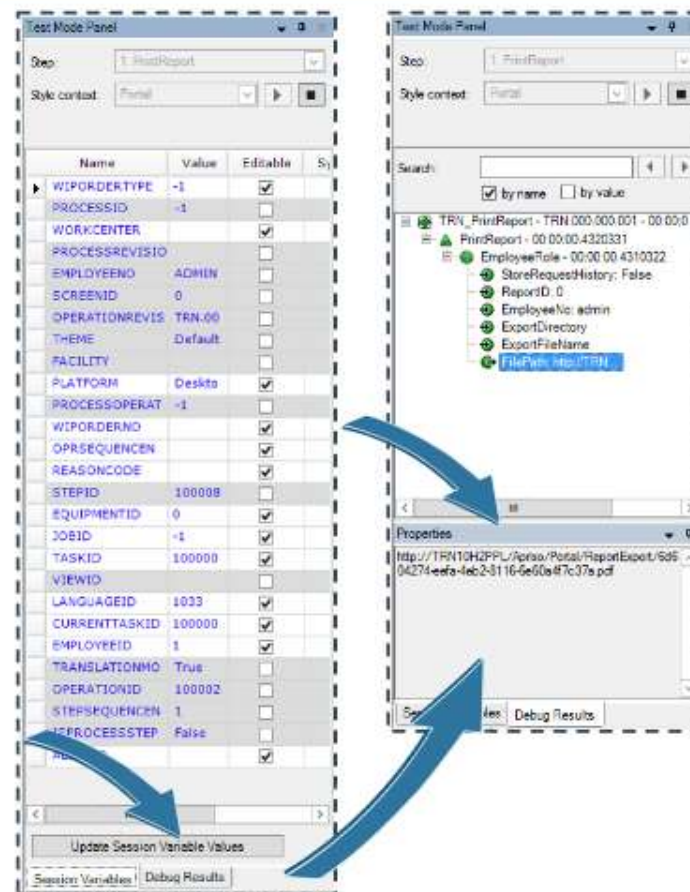 Test Mode Panel
Step: 1. PrintReport
Style context: Portal
Name Value Editable
WIPORDERTYPE -1
PROCESSID -1
WORKCENTER
PROCESSREVISIO
EMPLOYEENO ADMIN
SCREENID 0
OPERATIONREVIS TRN.00
THEME Default
FACILITY
PLATFORM Deskto
PROCESSOPERAT -1
WIPORDERNO
OPRSEQUENCEN
REASONCODE
STEPID 100008
EQUIPMENTID 0
JOBID -1
TASKID 100000
VIEWID
LANGUAGEID 1033
CURRENTTASKID 100000
EMPLOYEEID 1
TRANSLATIONMO True
OPERATIONID 100002
STEPSEQUENCEN 1
ISPROCESSSTEP False
Update Session Variable Values
Session Variables Debug Results
Test Mode Panel
Step: 1. PrintReport
Style context: Portal
Search:
by name by value
TRN_PrintReport - TRN.000.000.001 - 00:00:0
PrintReport - 00:00:00.4320331
EmployeeRole - 00:00:00.4310322
StoreRequestHistory: False
ReportID: 0
EmployeeNo: admin
ExportDirectory
ExportFileName
FilePath: http://TRN...
Properties
http://TRN10H2PPL/Apriso/Portal/ReportExport/6d6
04274-eefa-4eb2-8116-6e60a4f7c37a.pdf
Debug Results